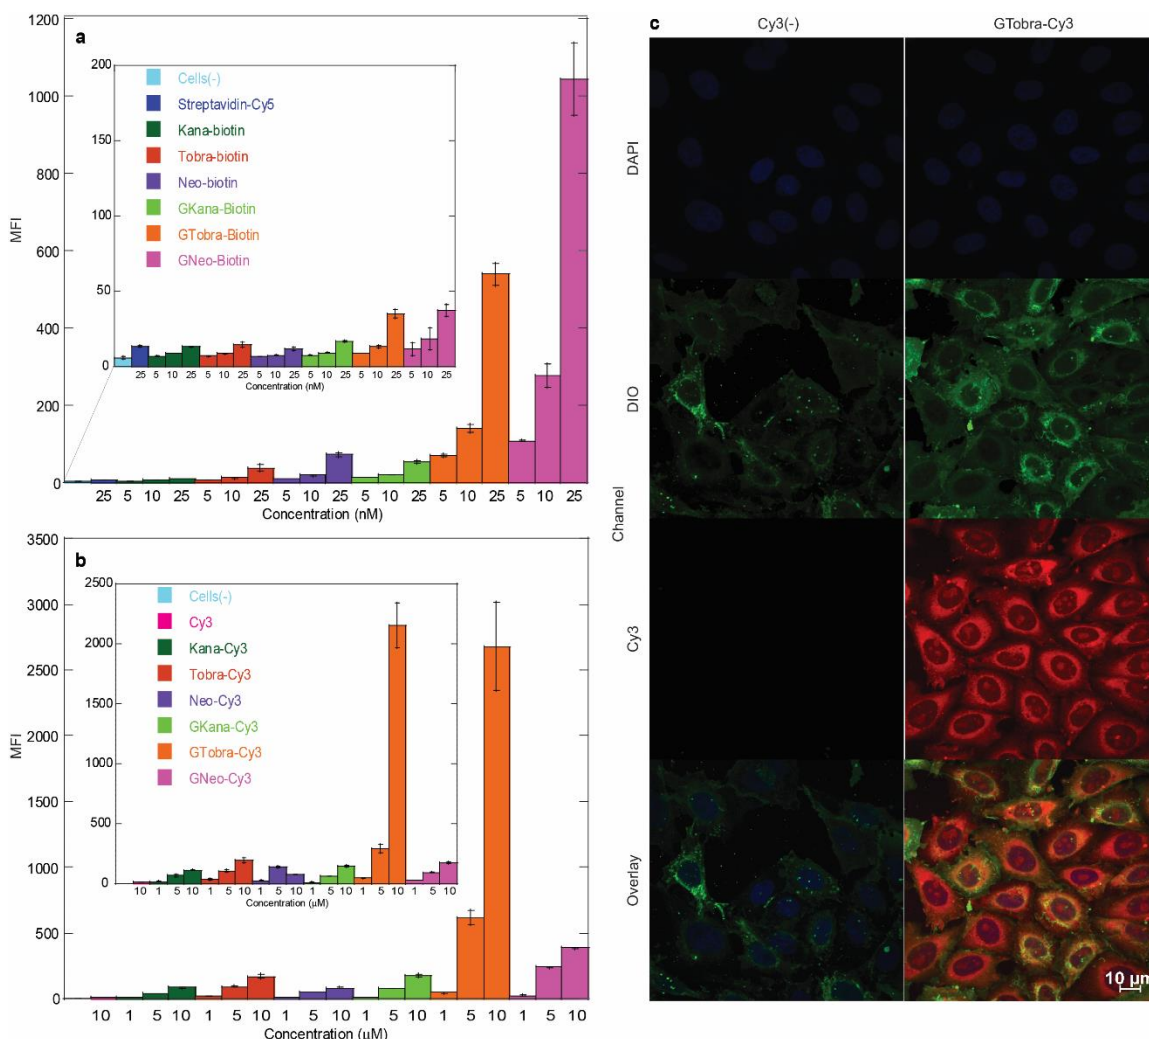 a
1200
1000
800
600
400
200
0
MFI
200
150
100
50
0
Cells(-)
Streptavidin-Cy5
Kana-biotin
Tobra-biotin
Neo-biotin
GKana-Biotin
GTobra-Biotin
GNeo-Biotin
25 5 10 25 5 10 25 5 10 25 5 10 25 5 10 25 5 10 25
Concentration (nM)
25 5 10 25 5 10 25 5 10 25 5 10 25 5 10 25 5 10 25
Concentration (nM)
b
3500
3000
2500
2000
1500
1000
500
0
MFI
2500
2000
1500
1000
500
0
Cells(-)
Cy3
Kana-Cy3
Tobra-Cy3
Neo-Cy3
GKana-Cy3
GTobra-Cy3
GNeo-Cy3
10 1 5 10 1 5 10 1 5 10 1 5 10 1 5 10 1 5 10
Concentration (μM)
10 1 5 10 1 5 10 1 5 10 1 5 10 1 5 10 1 5 10
Concentration (μM)
c
Cy3(-) GTobra-Cy3
Channel
DAPI
DIO
Cy3
Overlay
10 μm